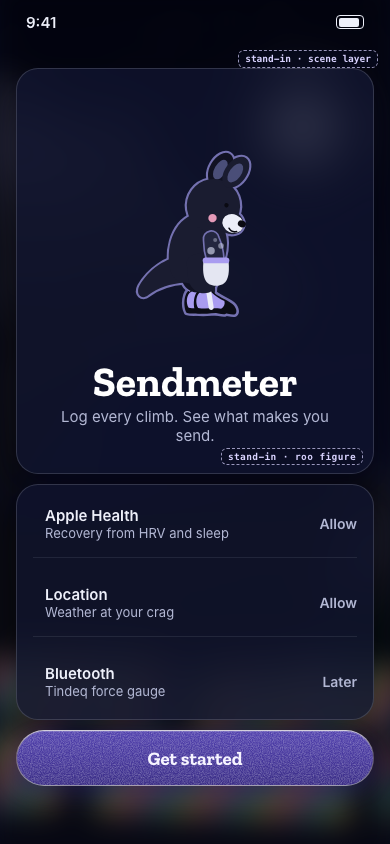 9:41
stand-in · scene layer
Sendmeter
Log every climb. See what makes you
send.
stand-in · roo figure
Apple Health
Recovery from HRV and sleep
Allow
Location
Weather at your crag
Allow
Bluetooth
Tindeq force gauge
Later
Get started